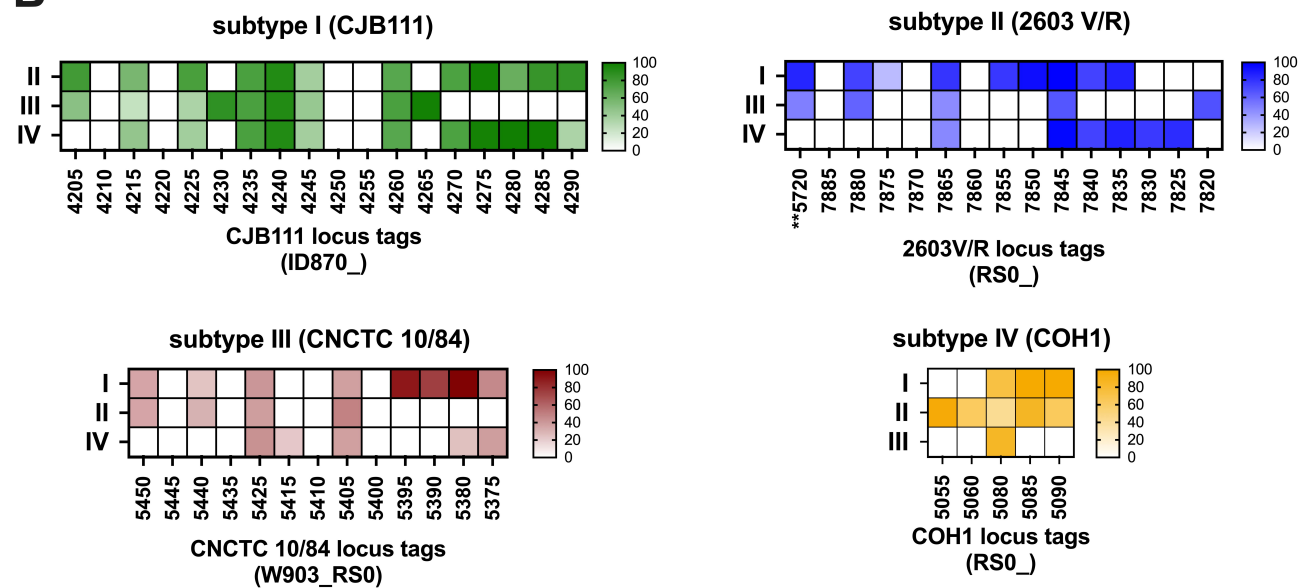 B
subtype I (CJB111)
II
III
IV
100
80
60
40
20
0
4205 4210 4215 4220 4225 4230 4235 4240 4245 4250 4255 4260 4265 4270 4275 4280 4285 4290
CJB111 locus tags
(ID870_)
subtype II (2603 V/R)
I
III
IV
100
80
60
40
20
0
**5720 7885 7880 7875 7870 7865 7860 7855 7850 7845 7840 7835 7830 7825 7820
2603V/R locus tags
(RS0_)
subtype III (CNCTC 10/84)
I
II
IV
100
80
60
40
20
0
5450 5445 5440 5435 5425 5415 5410 5405 5400 5395 5390 5380 5375
CNCTC 10/84 locus tags
(W903_RS0)
subtype IV (COH1)
I
II
III
100
80
60
40
20
0
5055 5060 5080 5085 5090
COH1 locus tags
(RS0_)